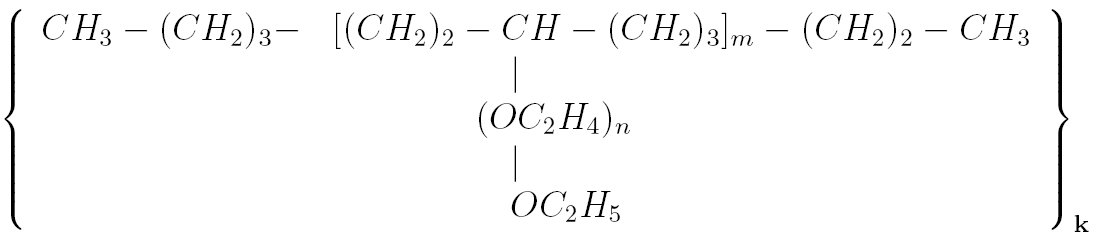 CH₃ − (CH₂)₃− [(CH₂)₂ − CH − (CH₂)₃]ₘ − (CH₂)₂ − CH₃
|
(OC₂H₄)ₙ
|
OC₂H₅
k